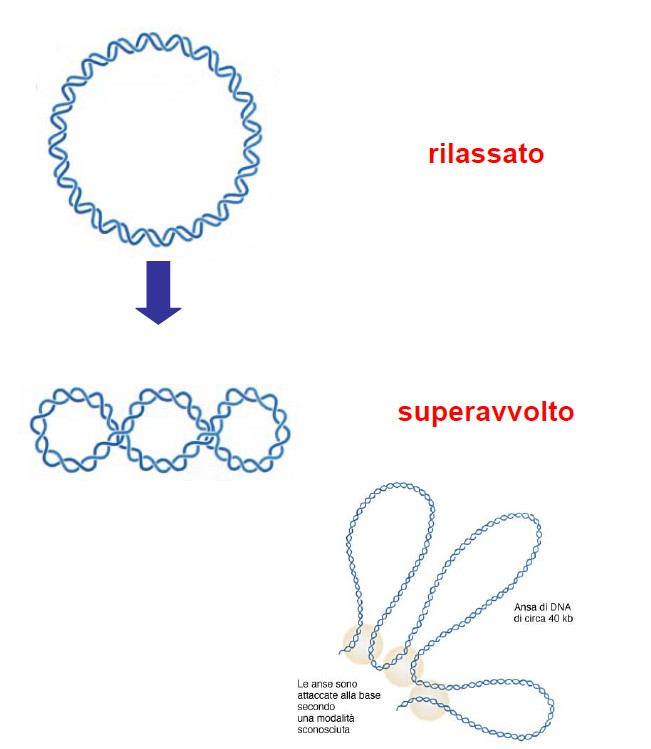 rilassato
superavvolto
Ansa di DNA
di circa 40 kb
Le anse sono
attaccate alla base
secondo
una modalità
sconosciuta